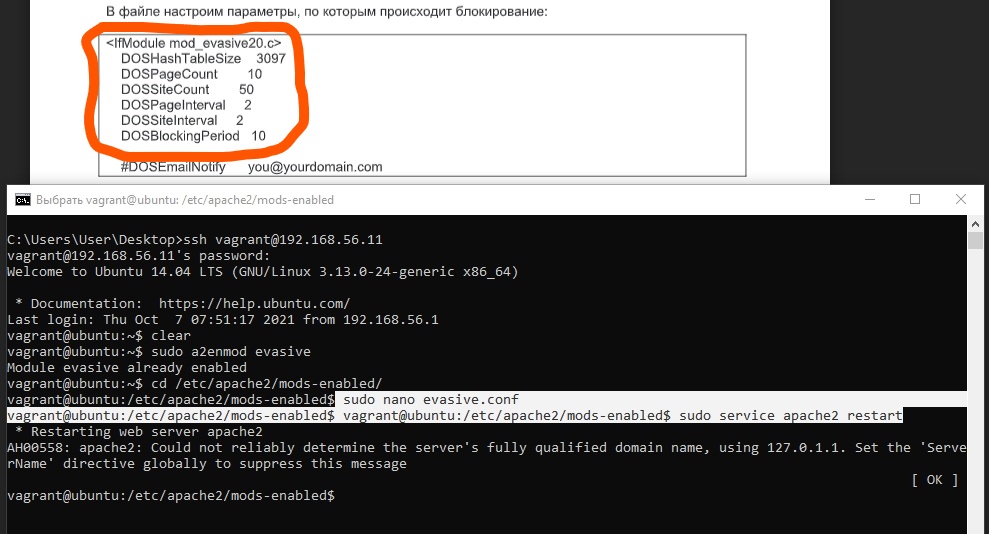 В файле настроим параметры, по которым происходит блокирование:
<IfModule mod_evasive20.c>
DOSHashTableSize 3097
DOSPageCount 10
DOSSiteCount 50
DOSPageInterval 2
DOSSiteInterval 2
DOSBlockingPeriod 10
#DOSEmailNotify you@yourdomain.com
Выбрать vagrant@ubuntu: /etc/apache2/mods-enabled
C:\Users\User\Desktop>ssh vagrant@192.168.56.11
vagrant@192.168.56.11's password:
Welcome to Ubuntu 14.04 LTS (GNU/Linux 3.13.0-24-generic x86_64)
* Documentation: https://help.ubuntu.com/
Last login: Thu Oct 7 07:51:17 2021 from 192.168.56.1
vagrant@ubuntu:~$ clear
vagrant@ubuntu:~$ sudo a2enmod evasive
Module evasive already enabled
vagrant@ubuntu:~$ cd /etc/apache2/mods-enabled/
vagrant@ubuntu:/etc/apache2/mods-enabled$ sudo nano evasive.conf
vagrant@ubuntu:/etc/apache2/mods-enabled$ vagrant@ubuntu:/etc/apache2/mods-enabled$ sudo service apache2 restart
* Restarting web server apache2
AH00558: apache2: Could not reliably determine the server's fully qualified domain name, using 127.0.1.1. Set the 'Serve
rName' directive globally to suppress this message
[ OK ]
vagrant@ubuntu:/etc/apache2/mods-enabled$